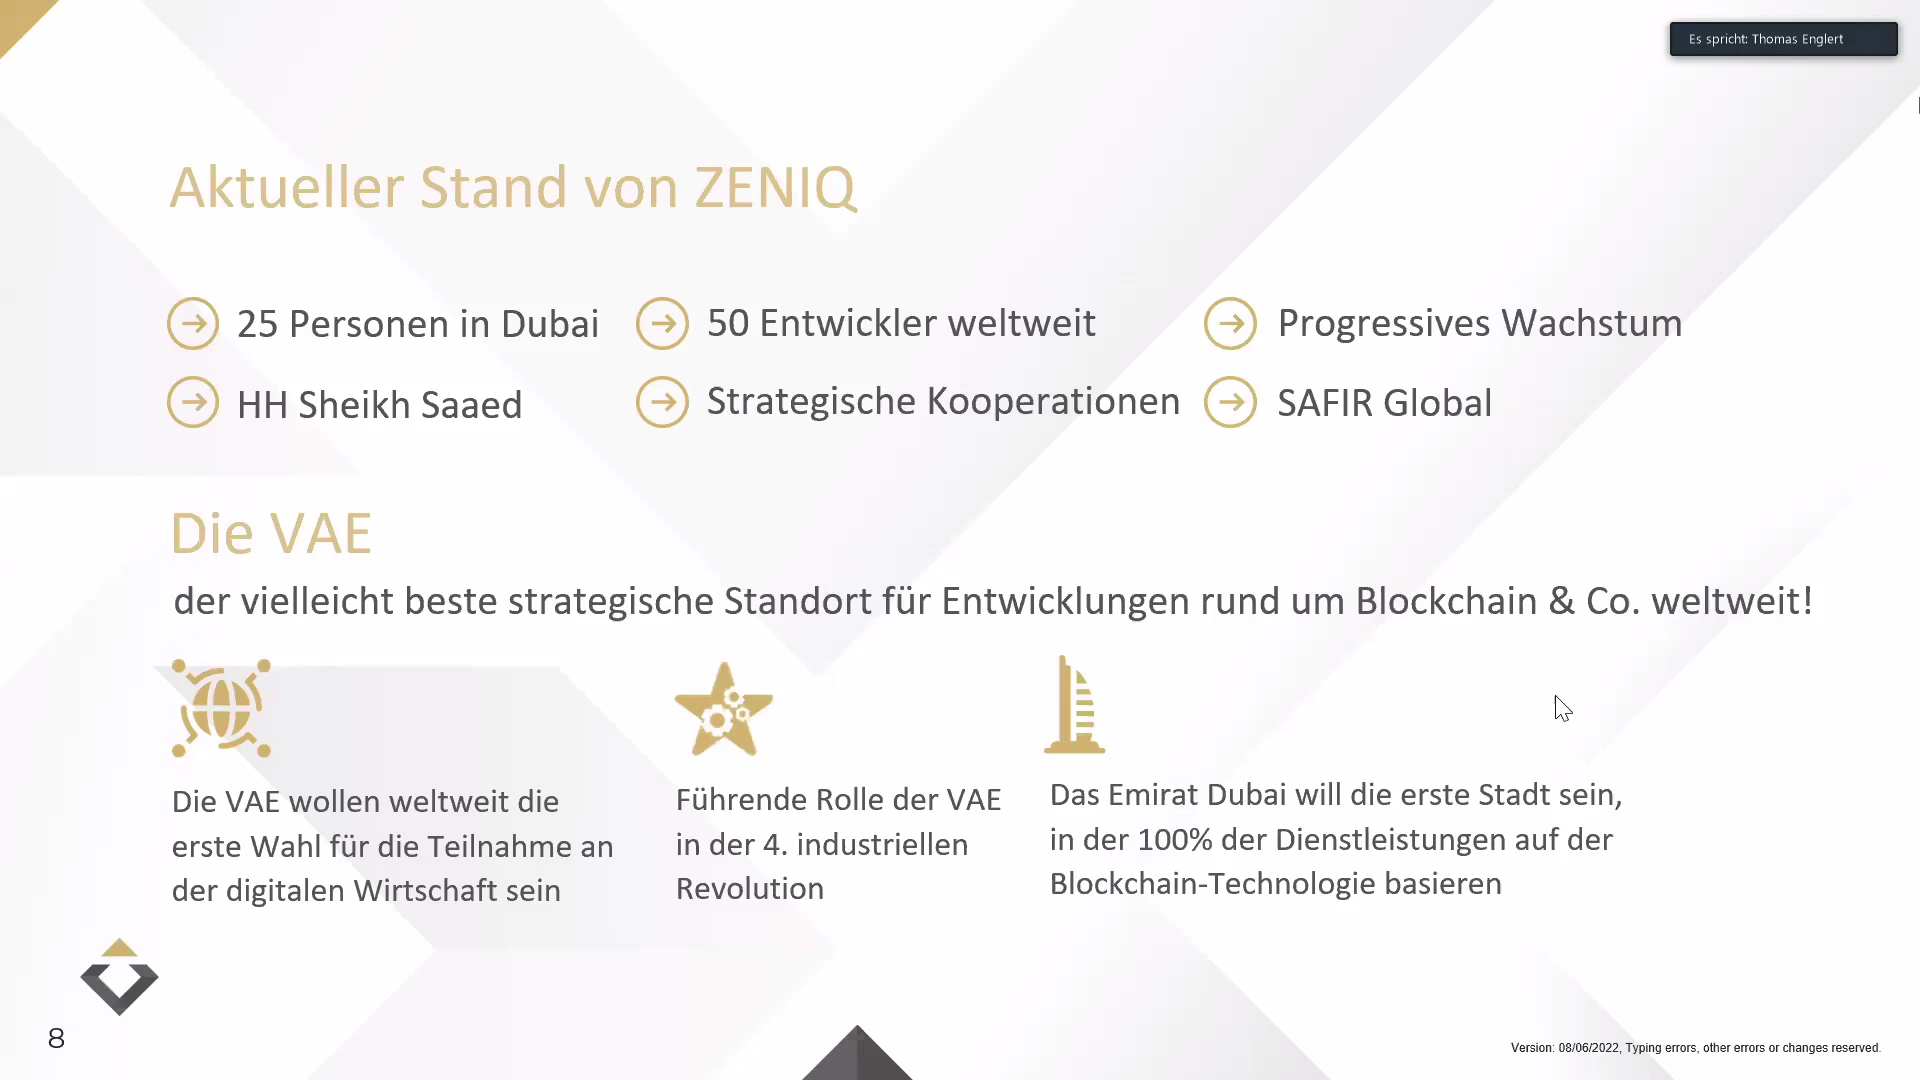 Es spricht: Thomas Englert
Aktueller Stand von ZENIQ
25 Personen in Dubai
50 Entwickler weltweit
Progressives Wachstum
HH Sheikh Saaed
Strategische Kooperationen
SAFIR Global
Die VAE
der vielleicht beste strategische Standort für Entwicklungen rund um Blockchain & Co. weltweit!
Die VAE wollen weltweit die
erste Wahl für die Teilnahme an
der digitalen Wirtschaft sein
Führende Rolle der VAE
in der 4. industriellen
Revolution
Das Emirat Dubai will die erste Stadt sein,
in der 100% der Dienstleistungen auf der
Blockchain-Technologie basieren
8
Version: 08/06/2022, Typing errors, other errors or changes reserved.